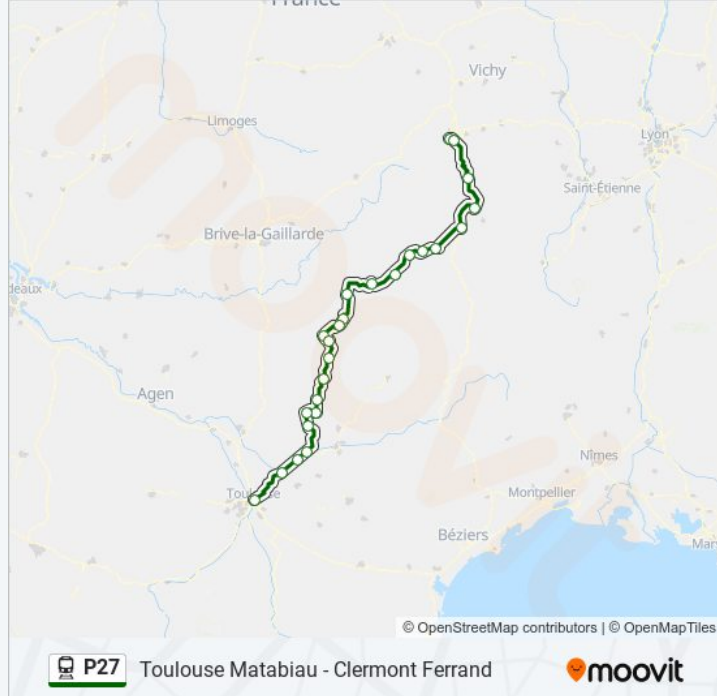 France
Vichy
Limoges
Lyon
Saint-Étienne
Brive-la-Gaillarde
deaux
Agen
Nîmes
Toulouse
Montpellier
Béziers
Mar
© OpenStreetMap contributors | © OpenMapTiles
P27 Toulouse Matabiau - Clermont Ferrand
moovit